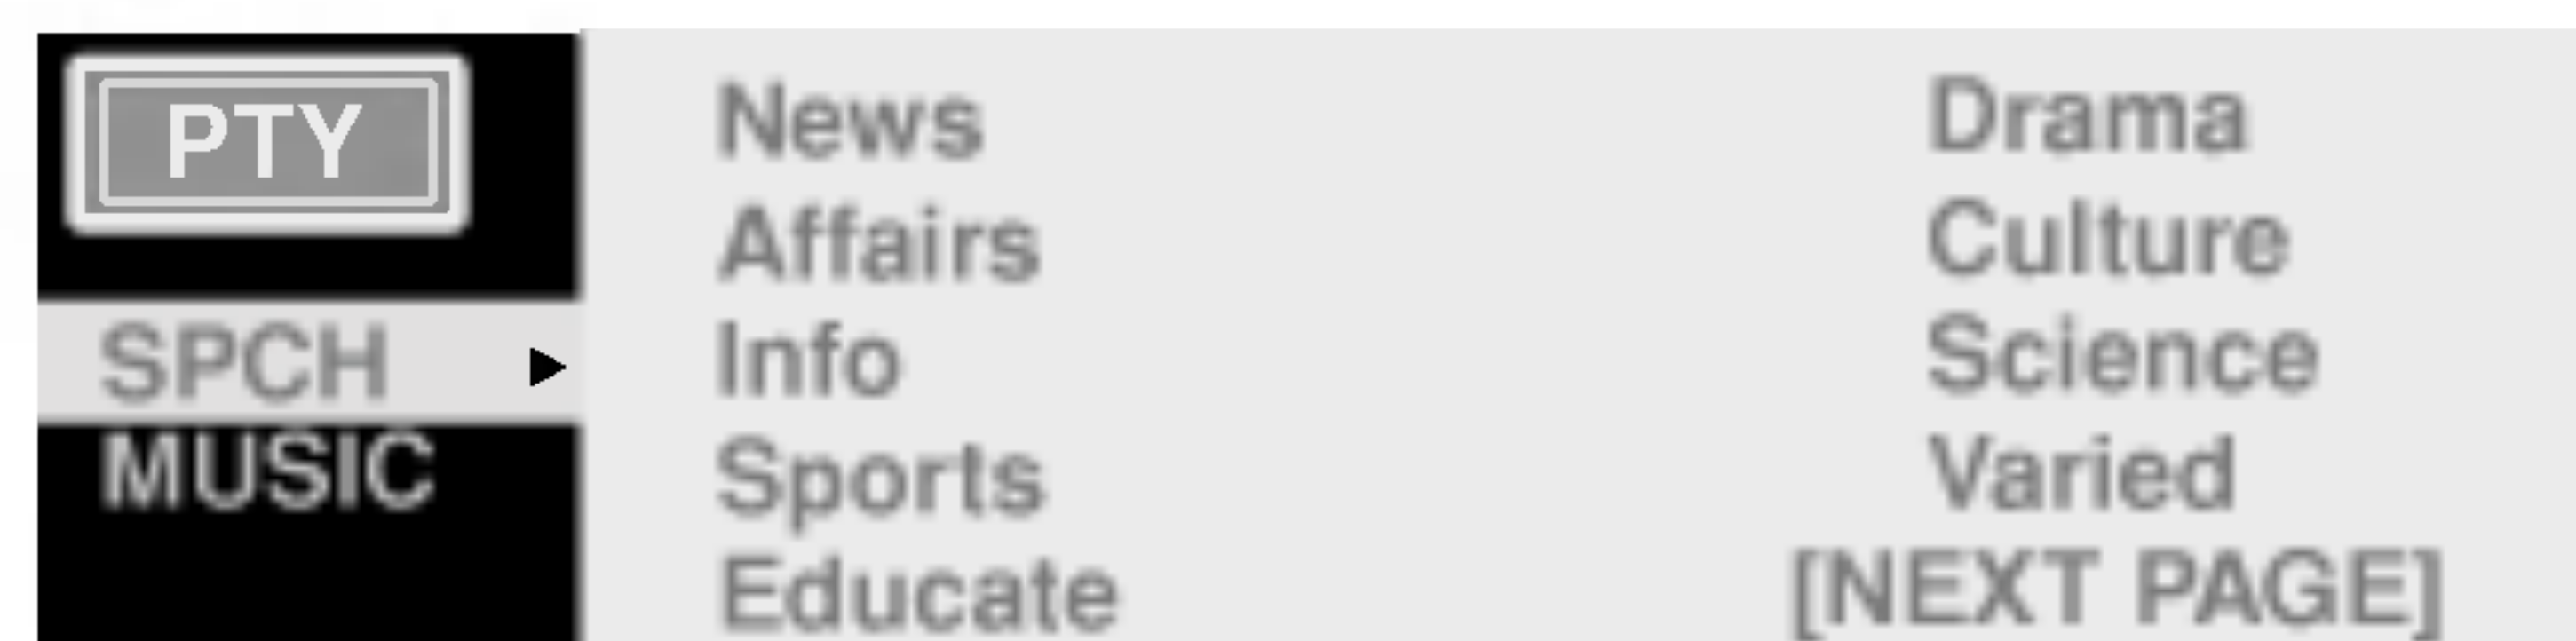 PTY
SPCH
MUSIC
News
Affairs
Info
Sports
Educate
Drama
Culture
Science
Varied
[NEXT PAGE]